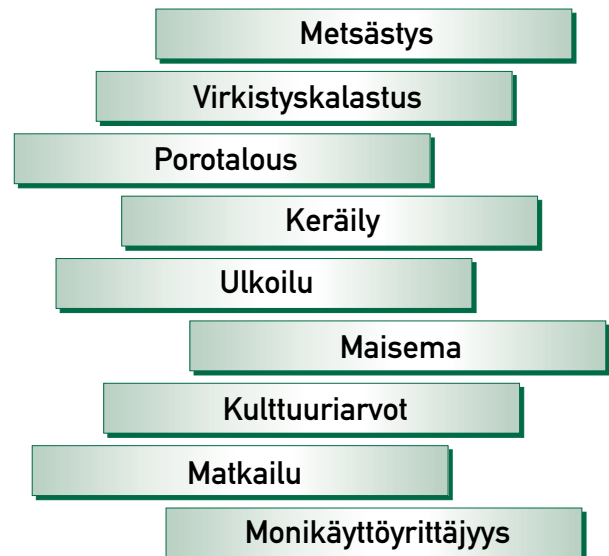 Metsästys
Virkistyskalastus
Porotalous
Keräily
Ulkoilu
Maisema
Kulttuuriarvot
Matkailu
Monikäyttöyrittäjyys